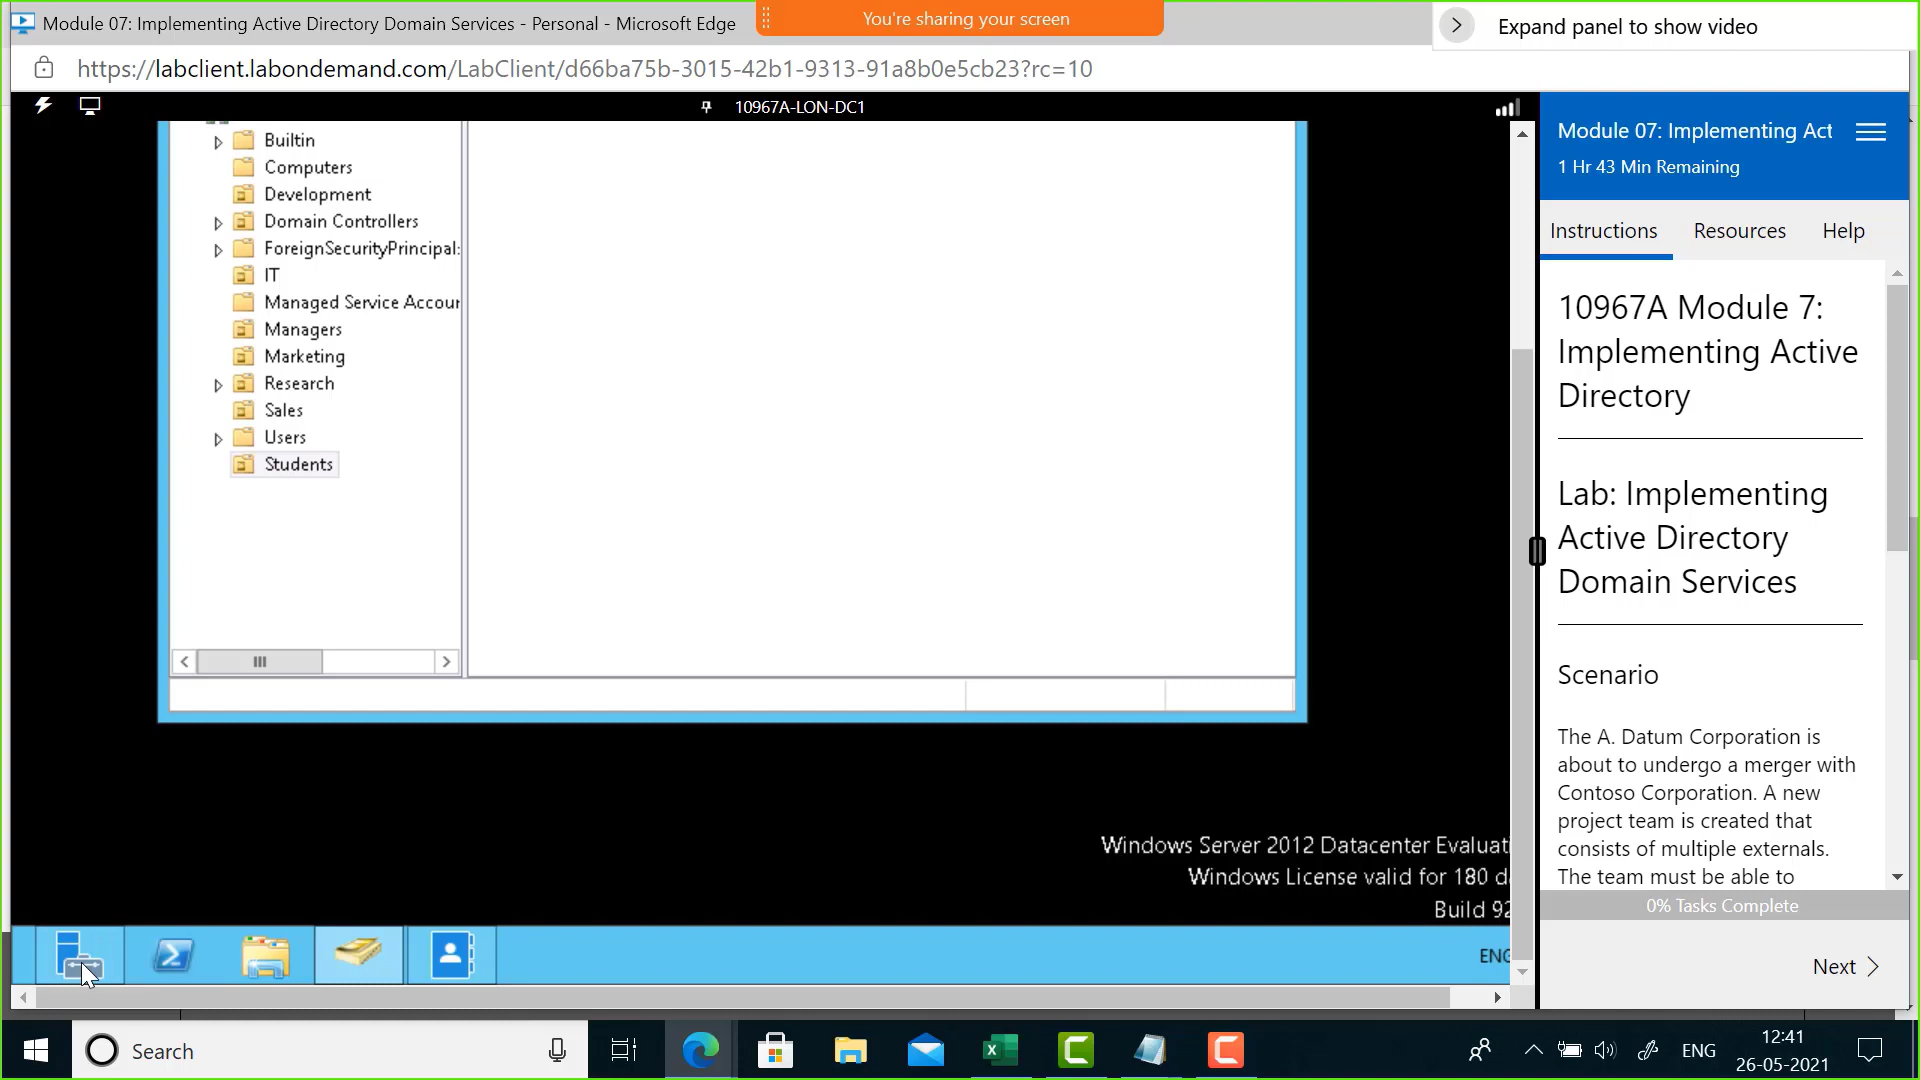 Module 07: Implementing Active Directory Domain Services - Personal - Microsoft Edge
You're sharing your screen
Expand panel to show video
https://labclient.labondemand.com/LabClient/d66ba75b-3015-42b1-9313-91a8b0e5cb23?rc=10
10967A-LON-DC1
Builtin
Computers
Development
Domain Controllers
ForeignSecurityPrincipal:
IT
Managed Service Accour
Managers
Marketing
Research
Sales
Users
Students
Windows Server 2012 Datacenter Evaluati
Windows License valid for 180 d
Build 92
ENG
Module 07: Implementing Act
1 Hr 43 Min Remaining
Instructions
Resources
Help
10967A Module 7:
Implementing Active
Directory
Lab: Implementing
Active Directory
Domain Services
Scenario
The A. Datum Corporation is
about to undergo a merger with
Contoso Corporation. A new
project team is created that
consists of multiple externals.
The team must be able to
0% Tasks Complete
Next
Search
ENG
12:41
26-05-2021